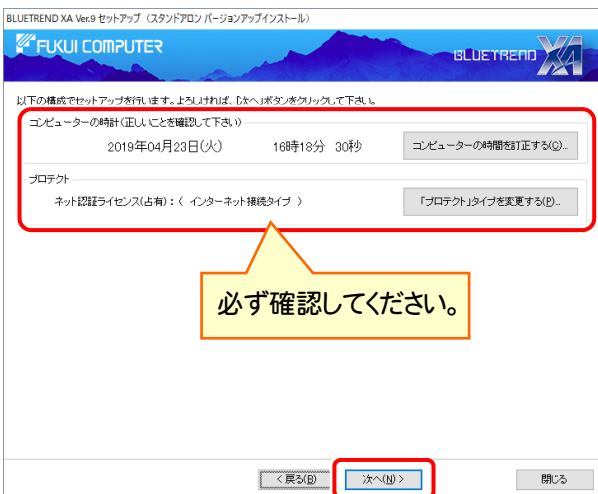 BLUETREND XA Ver.9 セットアップ（スタンドアロン バージョンアップインストール）
FUKUI COMPUTER
BLUETREND XA
以下の構成でセットアップを行います。よろしければ、[次へ]ボタンをクリックして下さい。
コンピューターの時計(正しいことを確認して下さい)
2019年04月23日(火) 16時18分 30秒 コンピューターの時間を訂正する(C)...
プロテクト
ネット認証ライセンス(占有)：( インターネット接続タイプ ) 「プロテクト」タイプを変更する(P)...
必ず確認してください。
< 戻る(B) 次へ(N) > 閉じる